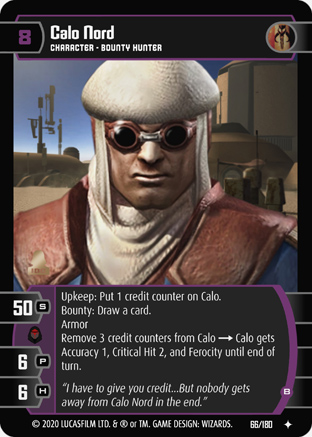 8
Calo Nord
CHARACTER • BOUNTY HUNTER
50 S
6 P
6 H
Upkeep: Put 1 credit counter on Calo.
Bounty: Draw a card.
Armor
Remove 3 credit counters from Calo → Calo gets
Accuracy 1, Critical Hit 2, and Ferocity until end of
turn.
“I have to give you credit...But nobody gets
away from Calo Nord in the end.”
B
© 2020 LUCASFILM LTD. & ® or TM. GAME DESIGN: WIZARDS.
66/180